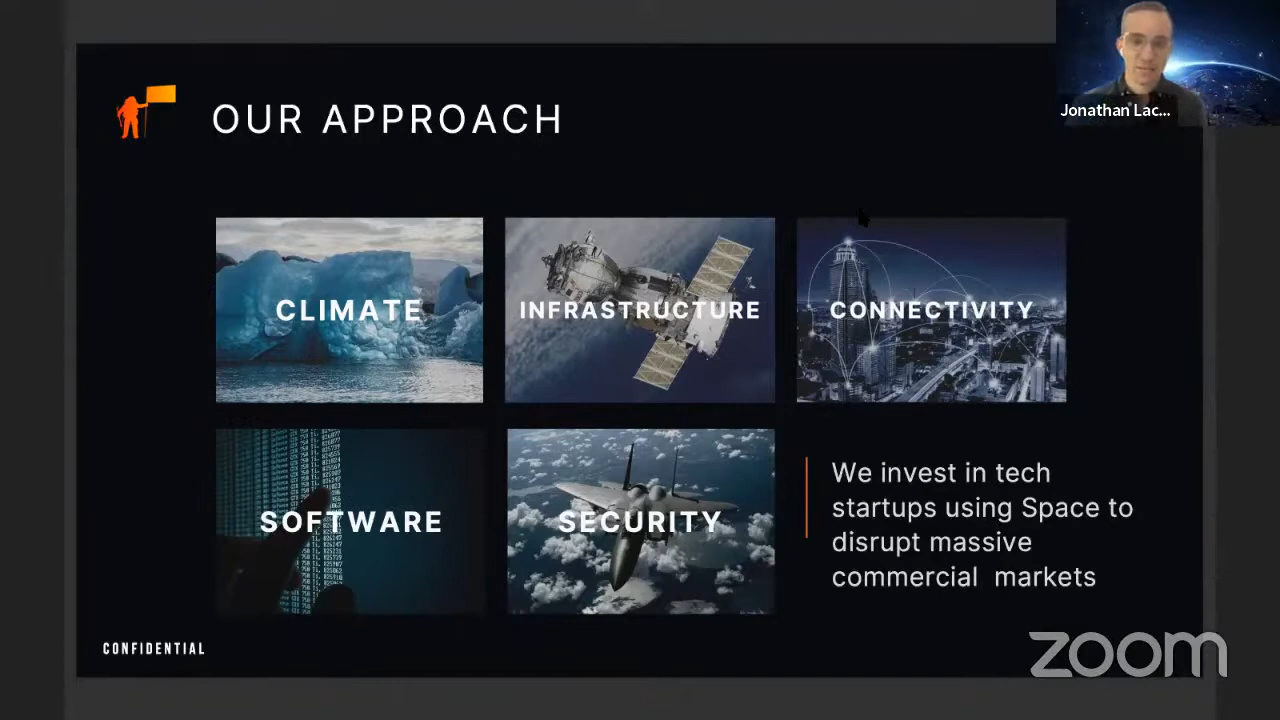 OUR APPROACH
Jonathan Lac...
CLIMATE
INFRASTRUCTURE
CONNECTIVITY
SOFTWARE
SECURITY
We invest in tech
startups using Space to
disrupt massive
commercial markets
CONFIDENTIAL
zoom